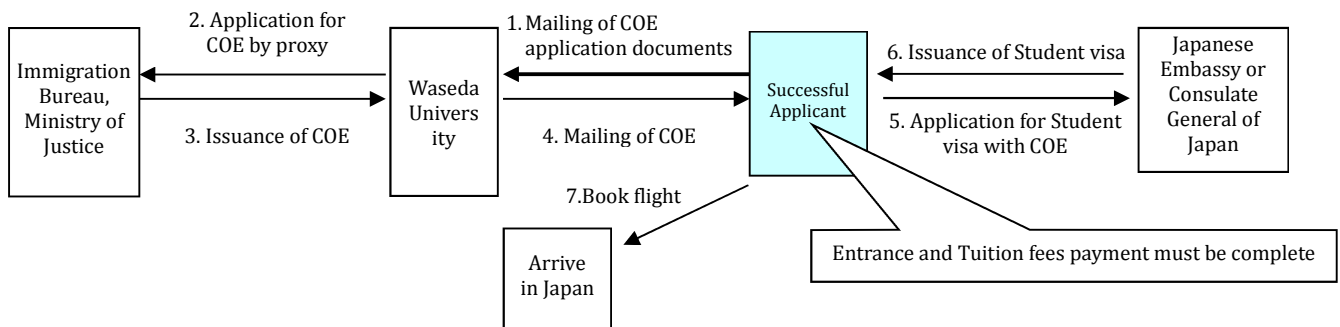 2. Application for
COE by proxy
1. Mailing of COE
application documents
6. Issuance of Student visa
Japanese
Embassy or
Consulate
General of
Japan
Immigration
Bureau,
Ministry of
Justice
Waseda
Univers
ity
Successful
Applicant
3. Issuance of COE
4. Mailing of COE
5. Application for Student
visa with COE
7.Book flight
Entrance and Tuition fees payment must be complete
Arrive
in Japan